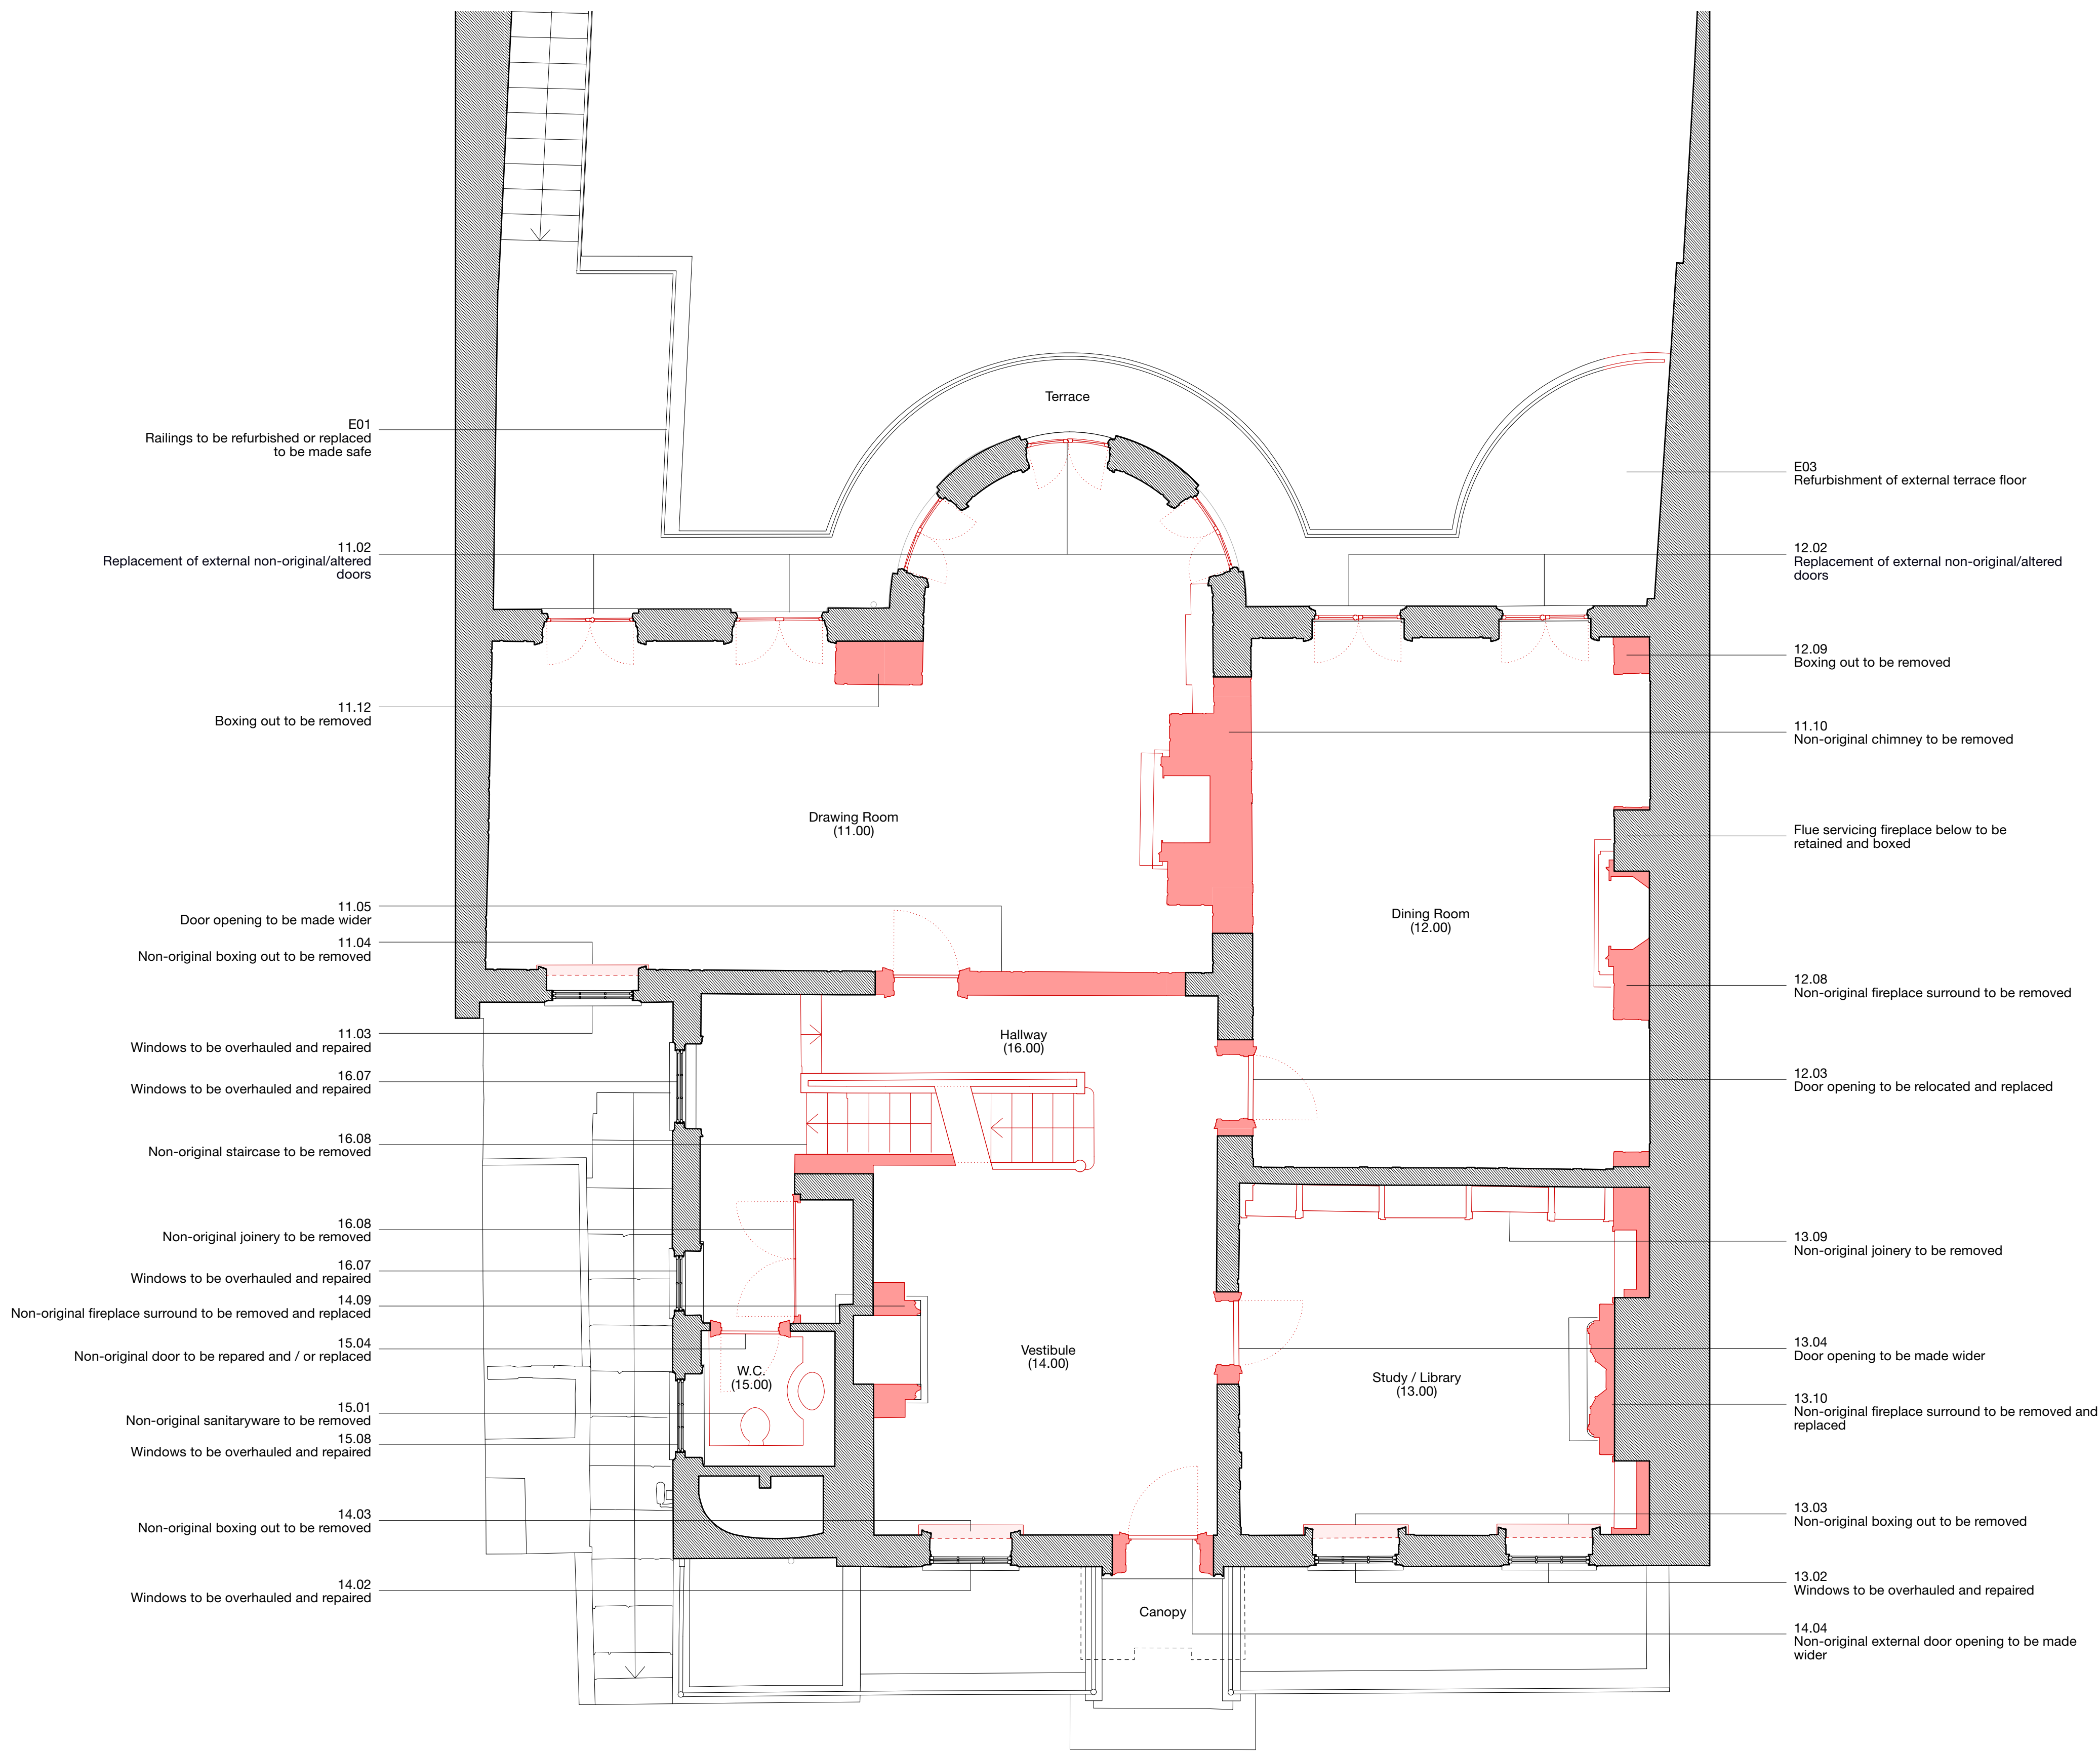 E01
Railings to be refurbished or replaced
to be made safe
11.02
Replacement of external non-original/altered
doors
11.12
Boxing out to be removed
11.05
Door opening to be made wider
11.04
Non-original boxing out to be removed
11.03
Windows to be overhauled and repaired
16.07
Windows to be overhauled and repaired
16.08
Non-original staircase to be removed
16.08
Non-original joinery to be removed
16.07
Windows to be overhauled and repaired
14.09
Non-original fireplace surround to be removed and replaced
15.04
Non-original door to be repared and / or replaced
15.01
Non-original sanitaryware to be removed
15.08
Windows to be overhauled and repaired
14.03
Non-original boxing out to be removed
14.02
Windows to be overhauled and repaired
Terrace
Drawing Room
(11.00)
Dining Room
(12.00)
Hallway
(16.00)
Vestibule
(14.00)
W.C.
(15.00)
Study / Library
(13.00)
Canopy
E03
Refurbishment of external terrace floor
12.02
Replacement of external non-original/altered
doors
12.09
Boxing out to be removed
11.10
Non-original chimney to be removed
Flue servicing fireplace below to be
retained and boxed
12.08
Non-original fireplace surround to be removed
12.03
Door opening to be relocated and replaced
13.09
Non-original joinery to be removed
13.04
Door opening to be made wider
13.10
Non-original fireplace surround to be removed and
replaced
13.03
Non-original boxing out to be removed
13.02
Windows to be overhauled and repaired
14.04
Non-original external door opening to be made
wider